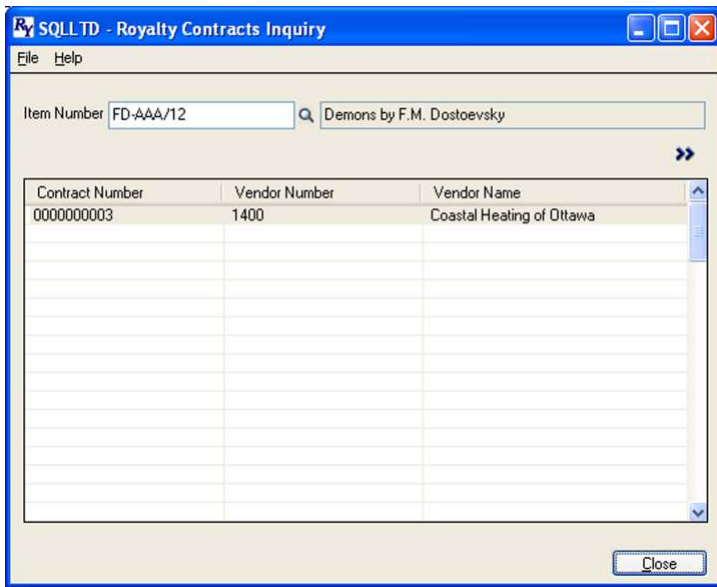 Ry SQLLTD - Royalty Contracts Inquiry
File Help
Item Number FD-AAA/12 Demons by F.M. Dostoevsky
Contract Number Vendor Number Vendor Name
0000000003 1400 Coastal Heating of Ottawa
Close